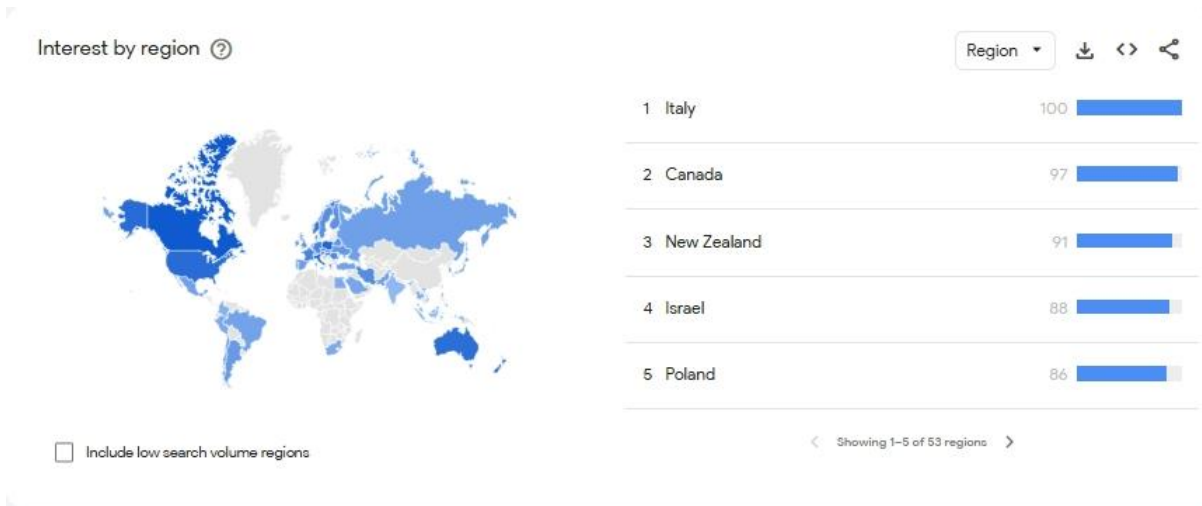 Interest by region
Region
1 Italy 100
2 Canada 97
3 New Zealand 91
4 Israel 88
5 Poland 86
Include low search volume regions
Showing 1–5 of 53 regions